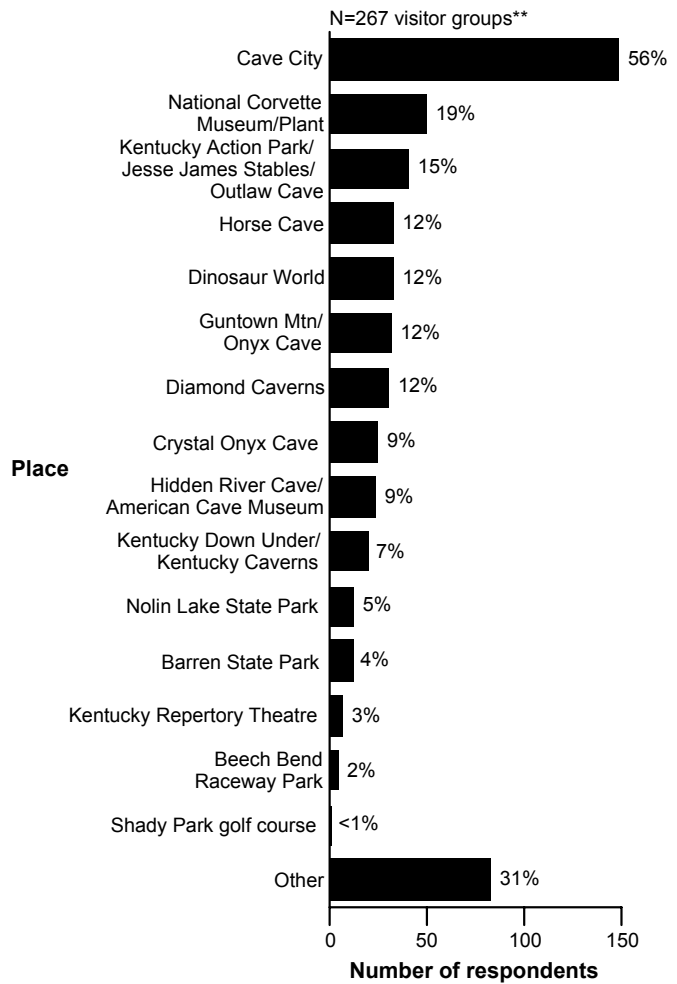 N=267 visitor groups**
Cave City
56%
National Corvette
Museum/Plant
19%
Kentucky Action Park/
Jesse James Stables/
Outlaw Cave
15%
Horse Cave
12%
Dinosaur World
12%
Guntown Mtn/
Onyx Cave
12%
Diamond Caverns
12%
Crystal Onyx Cave
9%
Place
Hidden River Cave/
American Cave Museum
9%
Kentucky Down Under/
Kentucky Caverns
7%
Nolin Lake State Park
5%
Barren State Park
4%
Kentucky Repertory Theatre
3%
Beech Bend
Raceway Park
2%
Shady Park golf course
<1%
Other
31%
0 50 100 150
Number of respondents